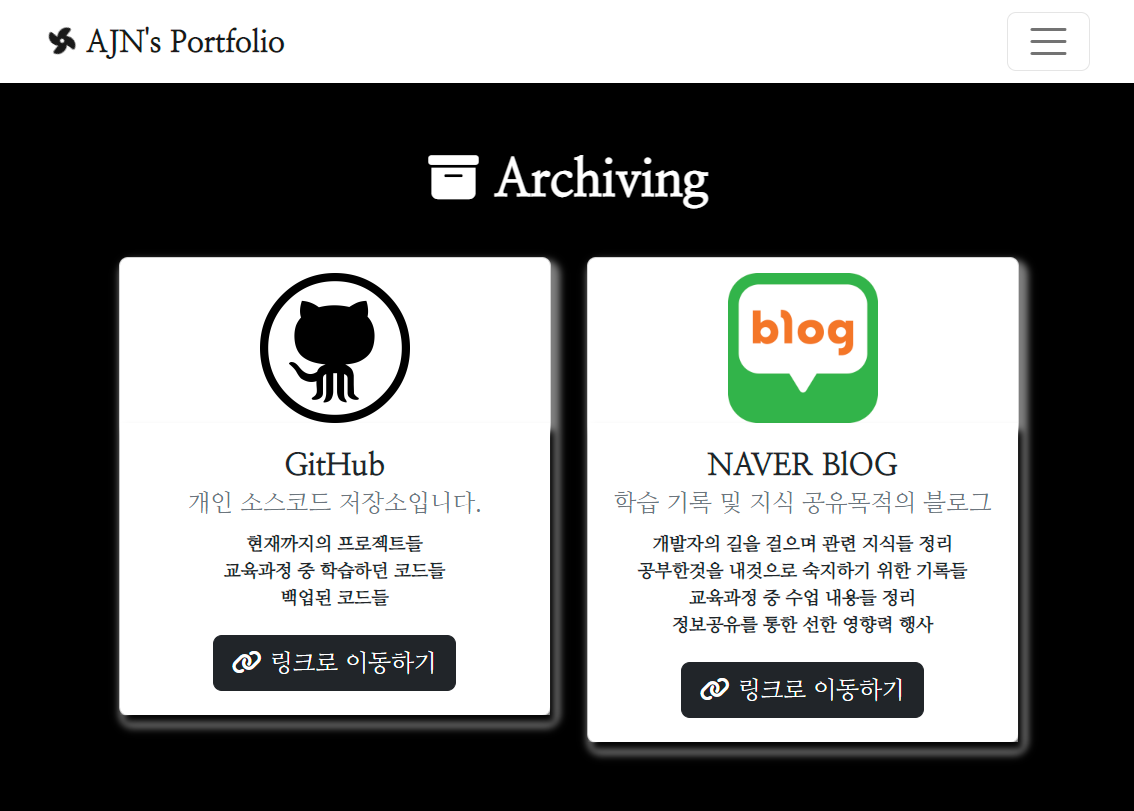 AJN's Portfolio
Archiving
GitHub
개인 소스코드 저장소입니다.
현재까지의 프로젝트들
교육과정 중 학습하던 코드들
백업된 코드들
링크로 이동하기
blog
NAVER BlOG
학습 기록 및 지식 공유목적의 블로그
개발자의 길을 걸으며 관련 지식들 정리
공부한것을 내것으로 숙지하기 위한 기록들
교육과정 중 수업 내용들 정리
정보공유를 통한 선한 영향력 행사
링크로 이동하기